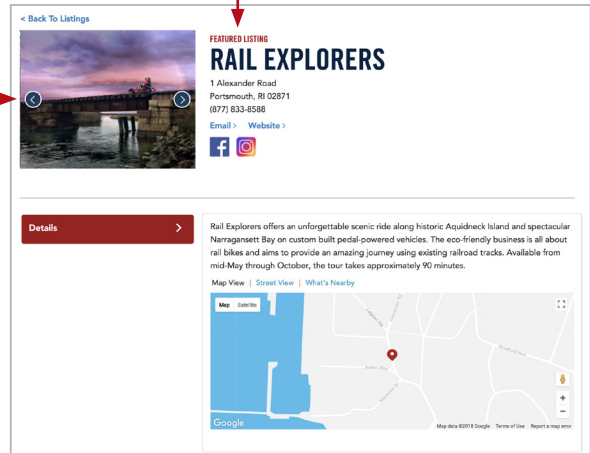 < Back To Listings
FEATURED LISTING
RAIL EXPLORERS
1 Alexander Road
Portsmouth, RI 02871
(877) 833-8588
Email > Website >
Details >
Rail Explorers offers an unforgettable scenic ride along historic Aquidneck Island and spectacular
Narragansett Bay on custom built pedal-powered vehicles. The eco-friendly business is all about
rail bikes and aims to provide an amazing journey using existing railroad tracks. Available from
mid-May through October, the tour takes approximately 90 minutes.
Map View | Street View | What's Nearby
Map Satellite
Google
Map data ©2018 Google Terms of Use Report a map error